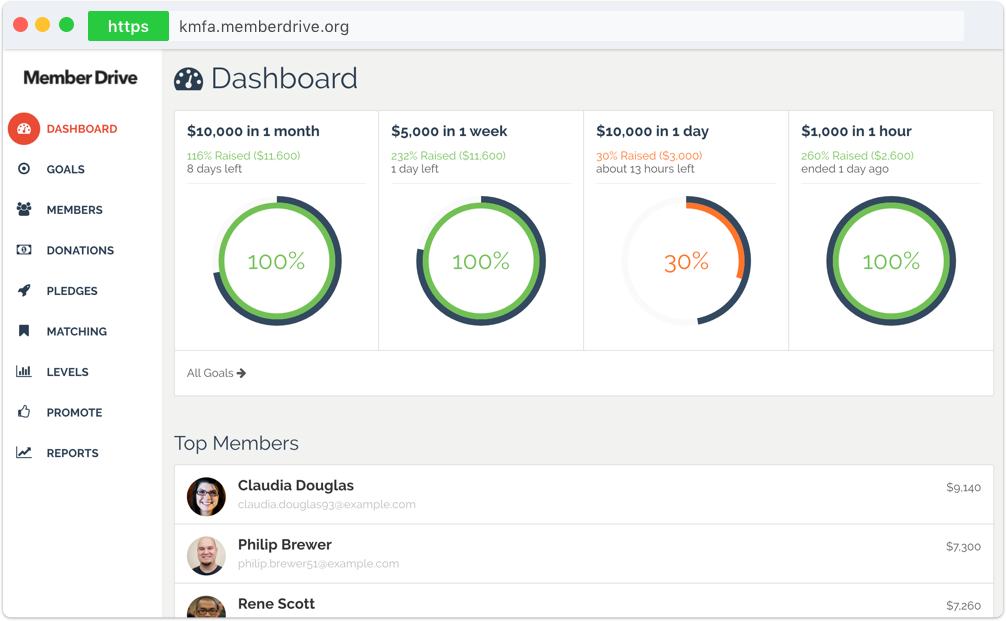 https kmfa.memberdrive.org
Member Drive
DASHBOARD
GOALS
MEMBERS
DONATIONS
PLEDGES
MATCHING
LEVELS
PROMOTE
REPORTS
Dashboard
$10,000 in 1 month
116% Raised ($11,600)
8 days left
100%
$5,000 in 1 week
232% Raised ($11,600)
1 day left
100%
$10,000 in 1 day
30% Raised ($3,000)
about 13 hours left
30%
$1,000 in 1 hour
260% Raised ($2,600)
ended 1 day ago
100%
All Goals
Top Members
Claudia Douglas
claudia.douglas93@example.com
$9,140
Philip Brewer
philip.brewer51@example.com
$7,300
Rene Scott
$7,260